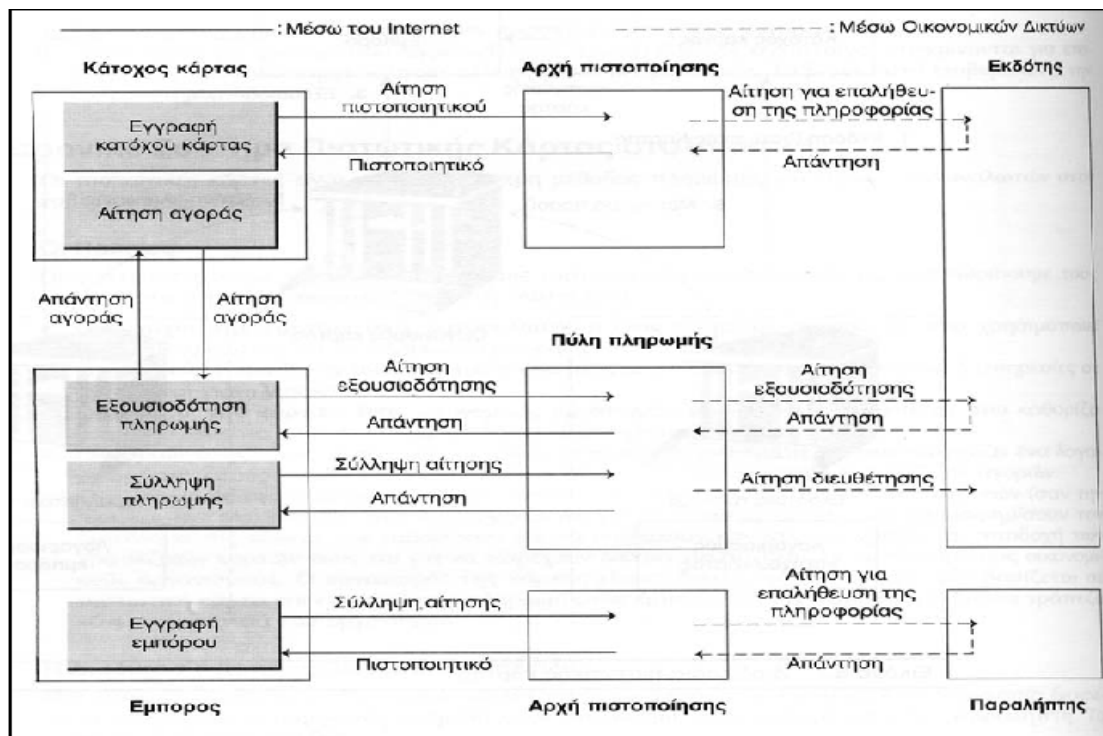 : Μέσω του Internet
: Μέσω Οικονομικών Δικτύων
Κάτοχος κάρτας
Αρχή πιστοποίησης
Εκδότης
Εγγραφή
κατόχου κάρτας
Αίτηση
πιστοποιητικού
Αίτηση για επαλήθευ-
ση της πληροφορίας
Πιστοποιητικό
Απάντηση
Αίτηση αγοράς
Απάντηση
αγοράς
Αίτηση
αγοράς
Πύλη πληρωμής
Εξουσιοδότηση
πληρωμής
Αίτηση
εξουσιοδότησης
Αίτηση
εξουσιοδότησης
Απάντηση
Απάντηση
Σύλληψη
πληρωμής
Σύλληψη αίτησης
Αίτηση διευθέτησης
Απάντηση
Εγγραφή
εμπόρου
Σύλληψη αίτησης
Αίτηση για
επαλήθευση της
πληροφορίας
Πιστοποιητικό
Απάντηση
Εμπορος
Αρχή πιστοποίησης
Παραλήπτης